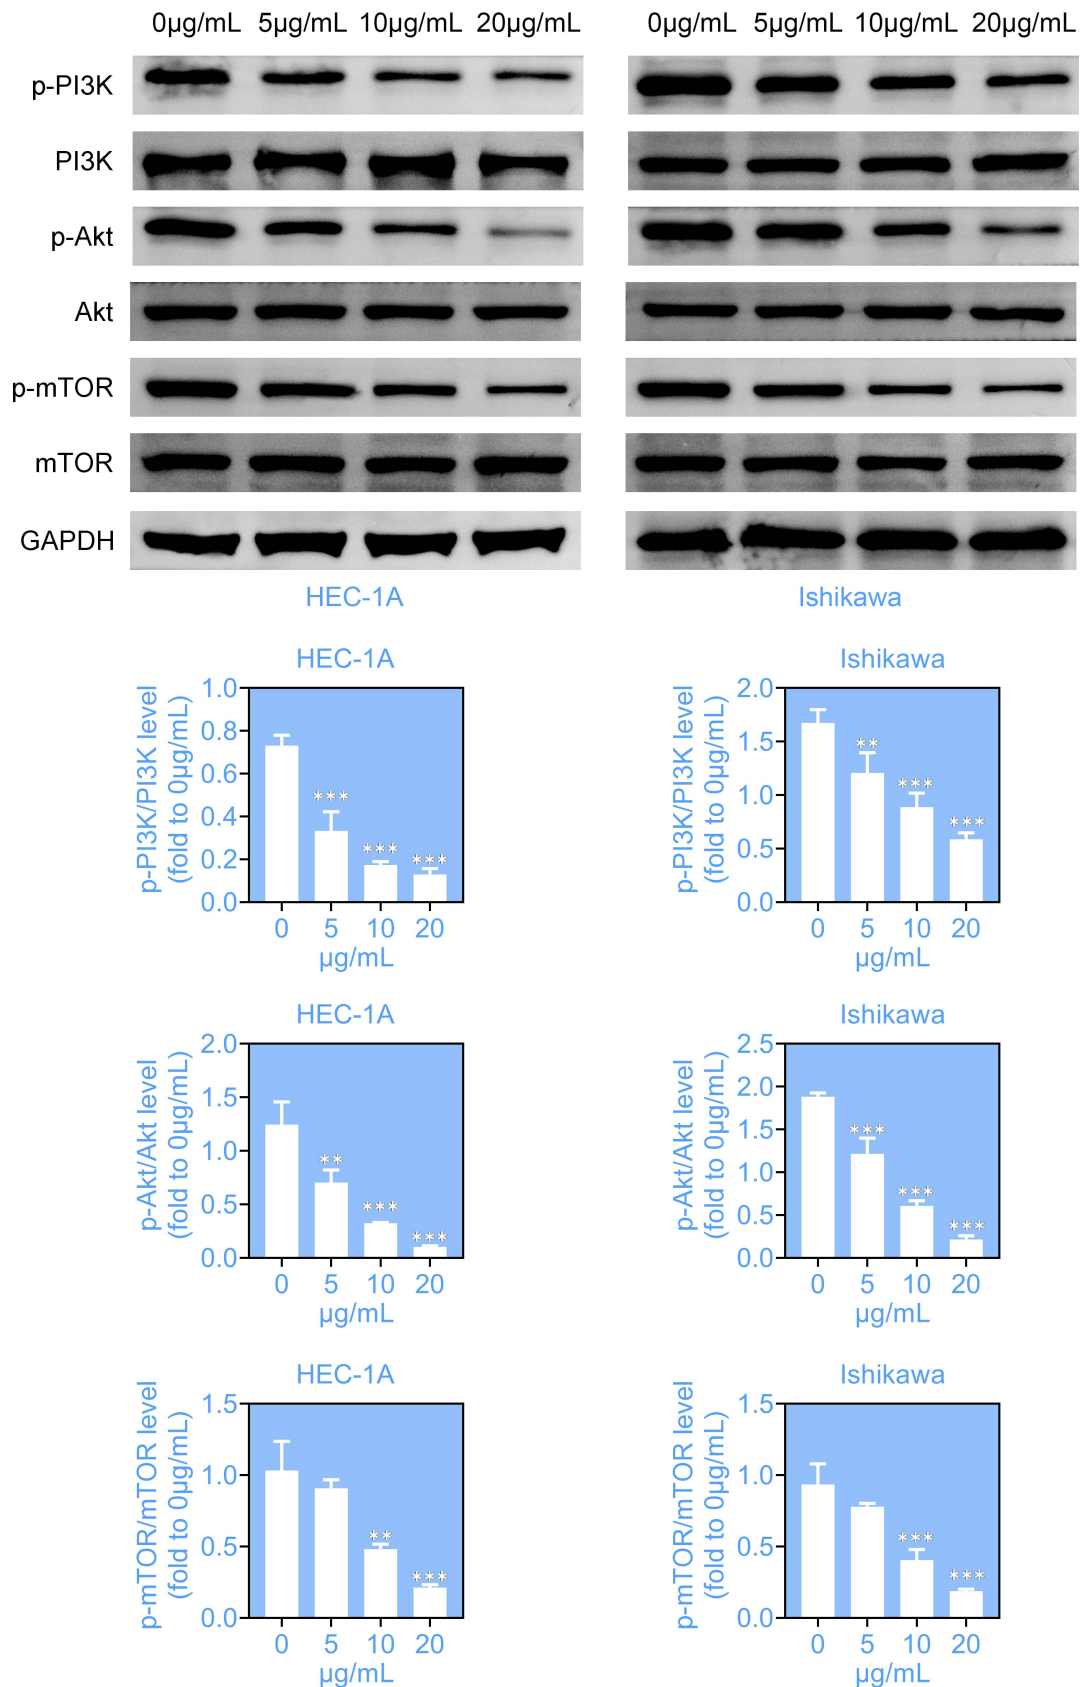 0µg/mL 5µg/mL 10µg/mL 20µg/mL 0µg/mL 5µg/mL 10µg/mL 20µg/mL
p-PI3K
PI3K
p-Akt
Akt
p-mTOR
mTOR
GAPDH
HEC-1A Ishikawa
HEC-1A
p-PI3K/PI3K level
(fold to 0µg/mL)
1.0
0.8
0.6
0.4
0.2
0.0
***
***
***
0 5 10 20
µg/mL
Ishikawa
p-PI3K/PI3K level
(fold to 0µg/mL)
2.0
1.5
1.0
0.5
0.0
**
***
***
0 5 10 20
µg/mL
HEC-1A
p-Akt/Akt level
(fold to 0µg/mL)
2.0
1.5
1.0
0.5
0.0
**
***
***
0 5 10 20
µg/mL
Ishikawa
p-Akt/Akt level
(fold to 0µg/mL)
2.5
2.0
1.5
1.0
0.5
0.0
***
***
***
0 5 10 20
µg/mL
HEC-1A
p-mTOR/mTOR level
(fold to 0µg/mL)
1.5
1.0
0.5
0.0
**
***
0 5 10 20
µg/mL
Ishikawa
p-mTOR/mTOR level
(fold to 0µg/mL)
1.5
1.0
0.5
0.0
***
***
0 5 10 20
µg/mL